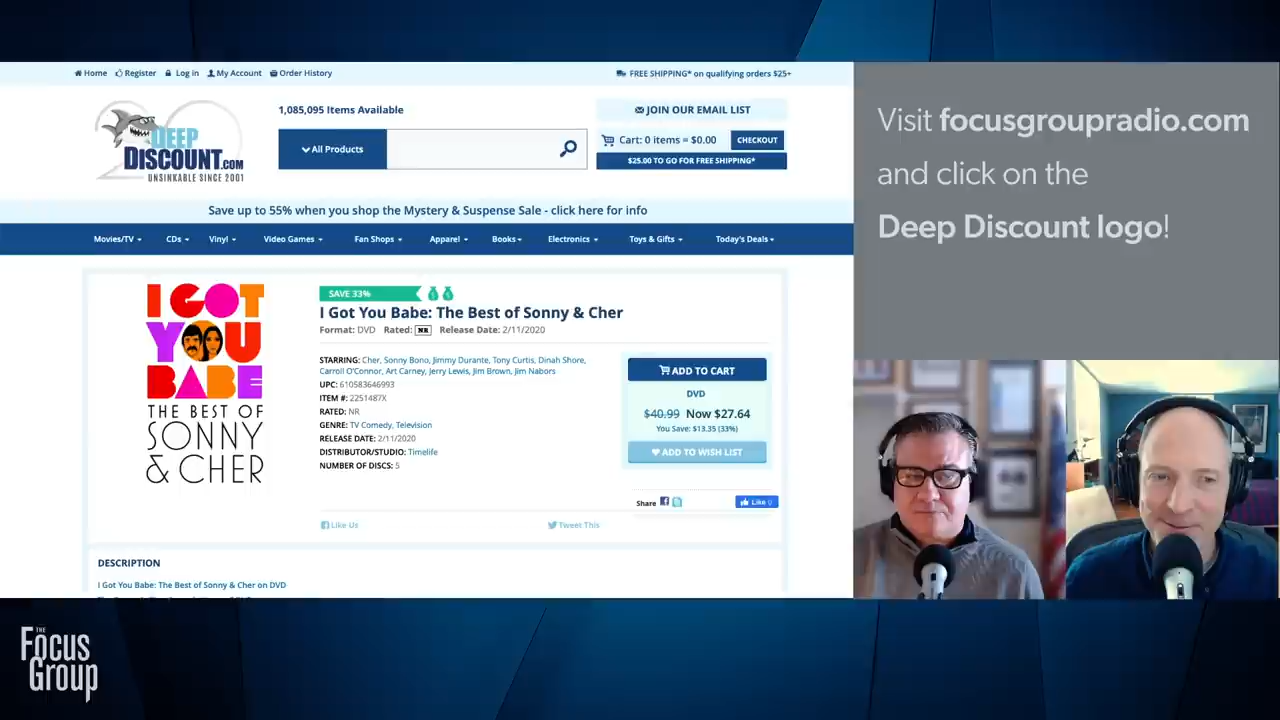 Home Register Log in My Account Order History
FREE SHIPPING* on qualifying orders $25+
DEEP
DISCOUNT.COM
UNSINKABLE SINCE 2001
1,085,095 Items Available
All Products
JOIN OUR EMAIL LIST
Cart: 0 items = $0.00 CHECKOUT
$25.00 TO GO FOR FREE SHIPPING*
Save up to 55% when you shop the Mystery & Suspense Sale - click here for info
Movies/TV CDs Vinyl Video Games Fan Shops Apparel Books Electronics Toys & Gifts Today's Deals
I GOT
YOU
BABE
THE BEST OF
SONNY
& CHER
SAVE 33%
I Got You Babe: The Best of Sonny & Cher
Format: DVD Rated: NR Release Date: 2/11/2020
STARRING: Cher, Sonny Bono, Jimmy Durante, Tony Curtis, Dinah Shore,
Carroll O'Connor, Art Carney, Jerry Lewis, Jim Brown, Jim Nabors
UPC: 610583646993
ITEM #: 2251487X
RATED: NR
GENRE: TV Comedy, Television
RELEASE DATE: 2/11/2020
DISTRIBUTOR/STUDIO: Timelife
NUMBER OF DISCS: 5
ADD TO CART
DVD
$40.99 Now $27.64
You Save: $13.35 (33%)
ADD TO WISH LIST
Share Like 0
Like Us
Tweet This
DESCRIPTION
I Got You Babe: The Best of Sonny & Cher on DVD
Visit focusgroupradio.com
and click on the
Deep Discount logo!
THE
Focus
Group